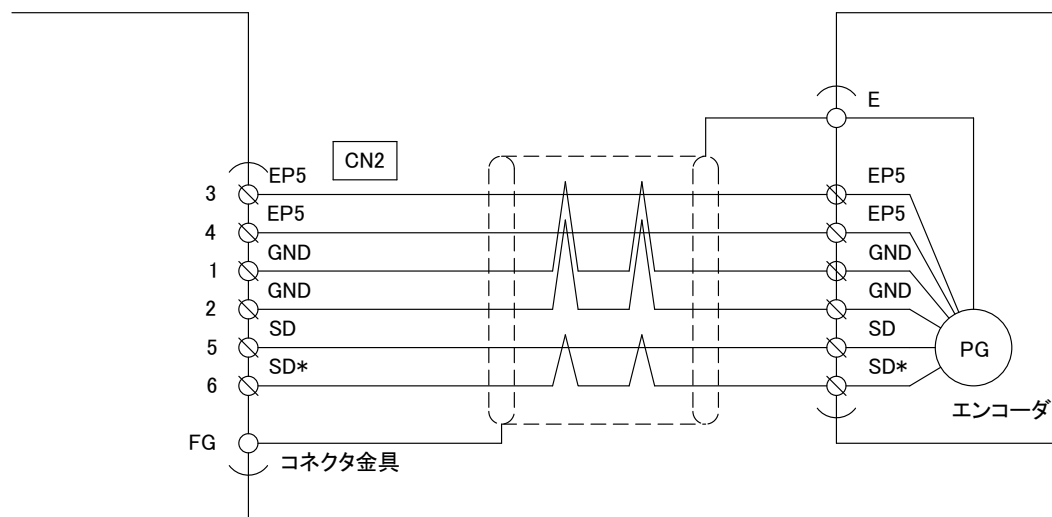 E
CN2
3 EP5 EP5
4 EP5 EP5
1 GND GND
2 GND GND
5 SD SD
6 SD* SD*
PG
エンコーダ
FG
コネクタ金具